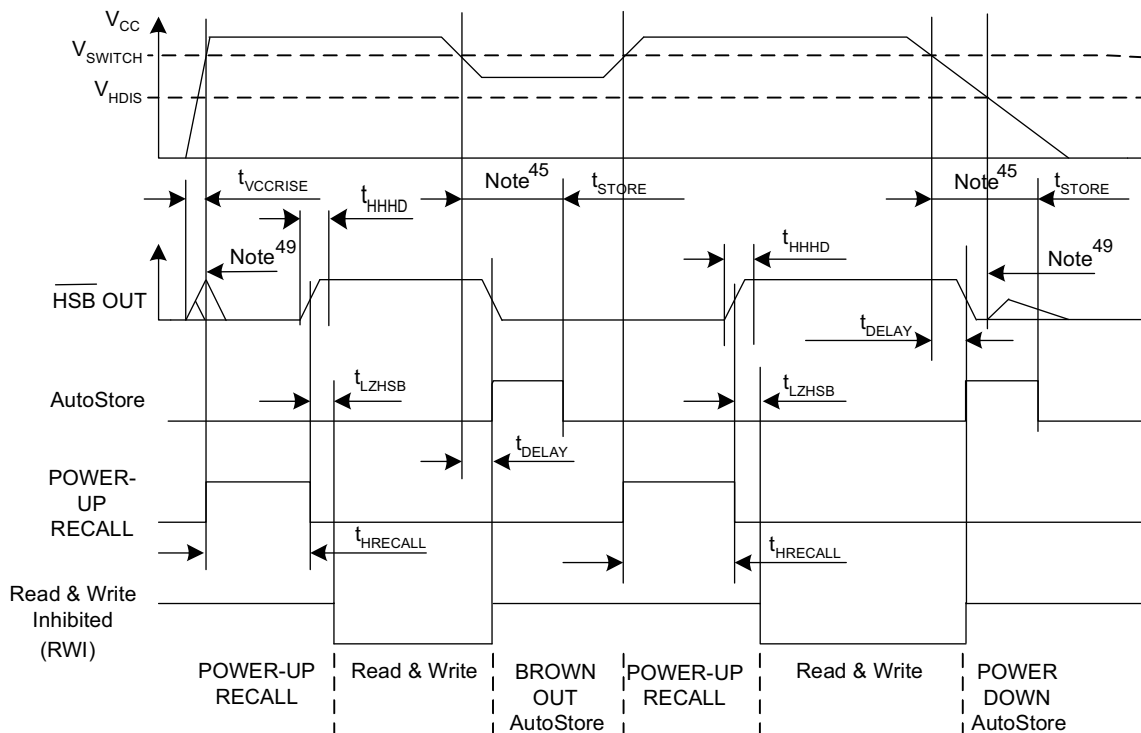 VCC
VSWITCH
VHDIS
tVCCRISE
Note45
tSTORE
Note45
tSTORE
tHHHD
Note49
tHHHD
Note49
HSB OUT
tDELAY
tLZHSB
tLZHSB
AutoStore
tDELAY
POWER-
UP
RECALL
tHRECALL
tHRECALL
Read & Write
Inhibited
(RWI)
POWER-UP
RECALL
Read & Write
BROWN
OUT
AutoStore
POWER-UP
RECALL
Read & Write
POWER
DOWN
AutoStore